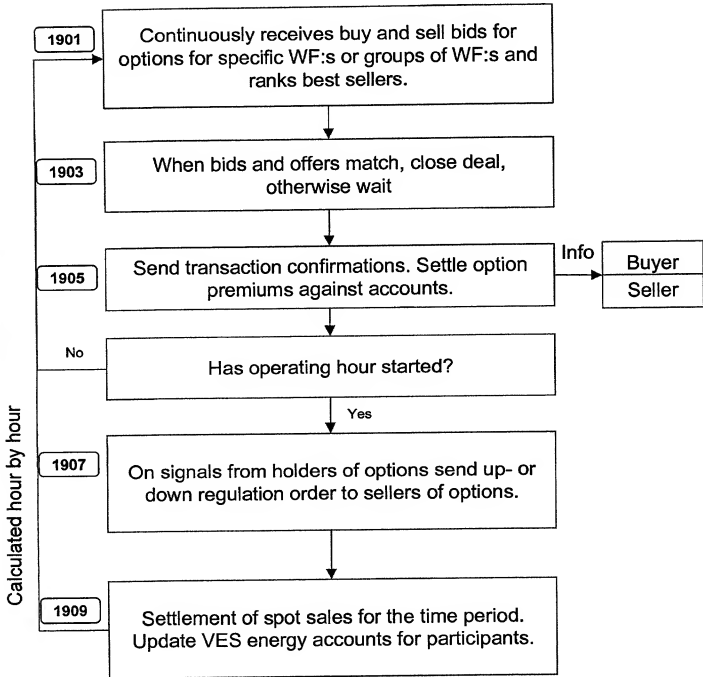 1901
Continuously receives buy and sell bids for
options for specific WF:s or groups of WF:s and
ranks best sellers.
1903
When bids and offers match, close deal,
otherwise wait
1905
Send transaction confirmations. Settle option
premiums against accounts.
Info
Buyer
Seller
No
Has operating hour started?
Yes
1907
On signals from holders of options send up- or
down regulation order to sellers of options.
Calculated hour by hour
1909
Settlement of spot sales for the time period.
Update VES energy accounts for participants.